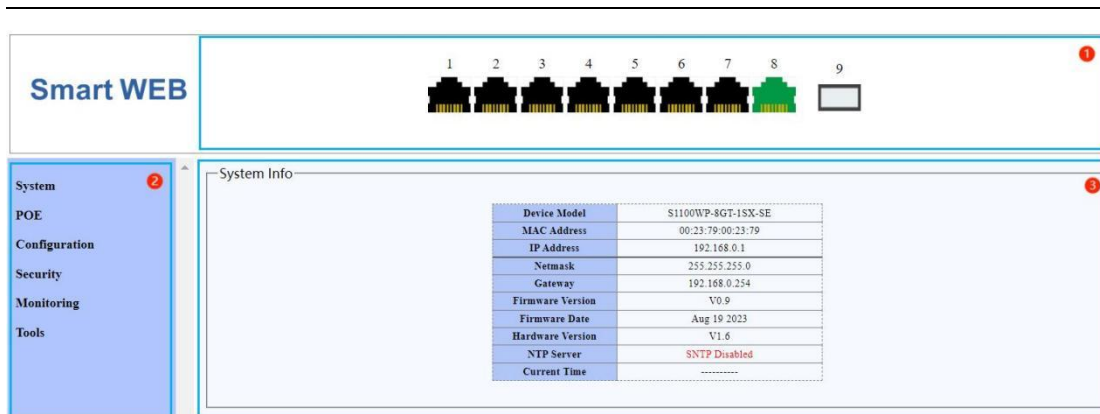 1 2 3 4 5 6 7 8 9
1
Smart WEB
System
2
POE
Configuration
Security
Monitoring
Tools
System Info
3
Device Model S1100WP-8GT-1SX-SE
MAC Address 00:23:79:00:23:79
IP Address 192.168.0.1
Netmask 255.255.255.0
Gateway 192.168.0.254
Firmware Version V0.9
Firmware Date Aug 19 2023
Hardware Version V1.6
NTP Server SNTP Disabled
Current Time ----------